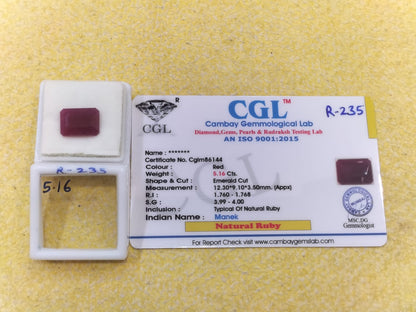 R
CGL
CGL™
Cambay Gemmological Lab
Diamond,Gems, Pearls & Rudraksh Testing Lab
AN ISO 9001:2015
R-235
Name : *******
Certificate No. Cglm86144
Colour : Red
Weight : 5.16 Cts.
Shape & Cut : Emerald Cut
Measurement : 12.30*9.10*3.50mm. (Appx)
R.I : 1.760 - 1.768
S.G : 3.99 - 4.00
Inclusion : Typical Of Natural Ruby
Indian Name : Manek
Natural Ruby
For Report Check Visit - www.cambaygemslab.com
MSC.DG
Gemmologist
R-235
5.16